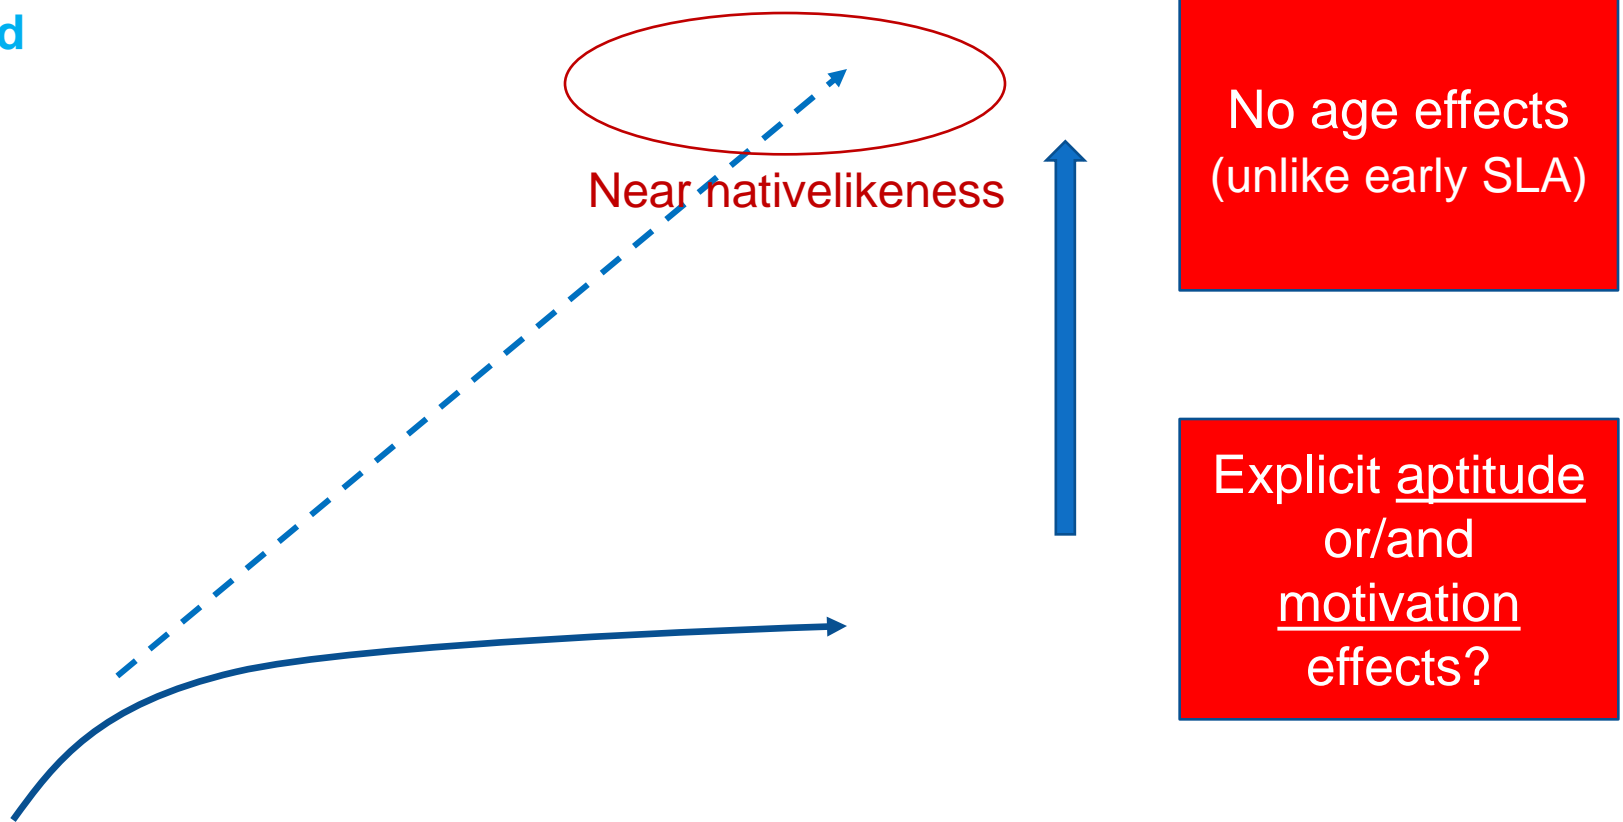 d
Near nativelikeness
No age effects
(unlike early SLA)
Explicit aptitude
or/and
motivation
effects?